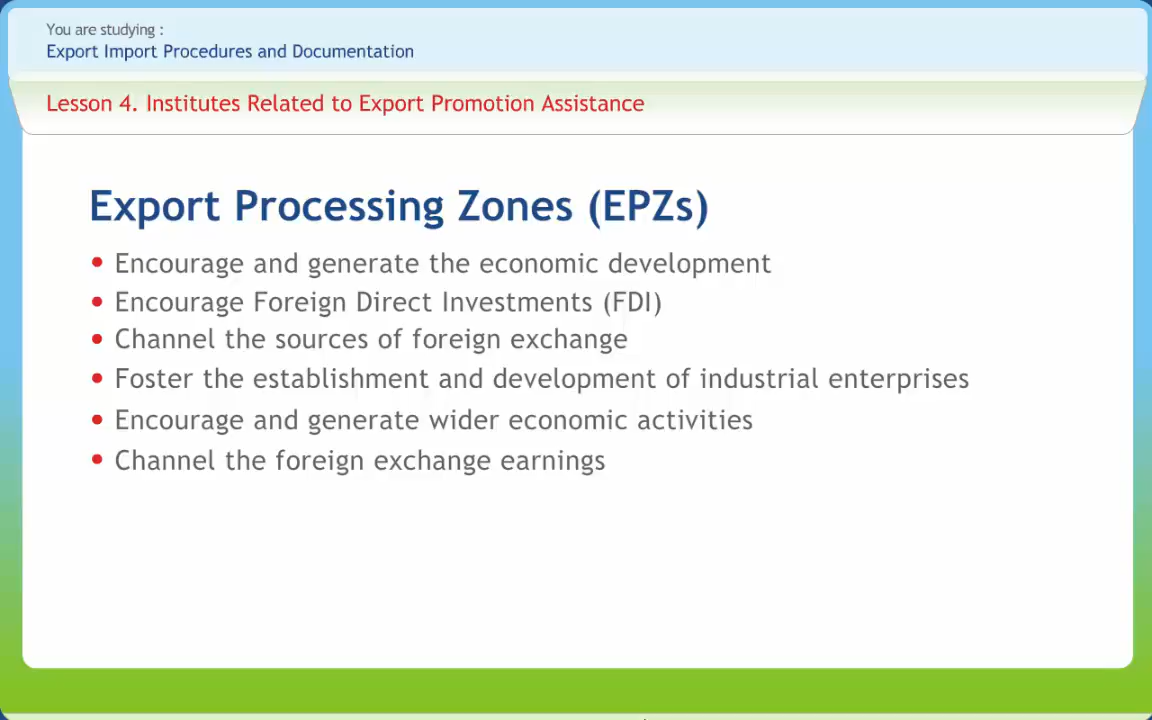 You are studying :
Export Import Procedures and Documentation
Lesson 4. Institutes Related to Export Promotion Assistance
Export Processing Zones (EPZs)
• Encourage and generate the economic development
• Encourage Foreign Direct Investments (FDI)
• Channel the sources of foreign exchange
• Foster the establishment and development of industrial enterprises
• Encourage and generate wider economic activities
• Channel the foreign exchange earnings